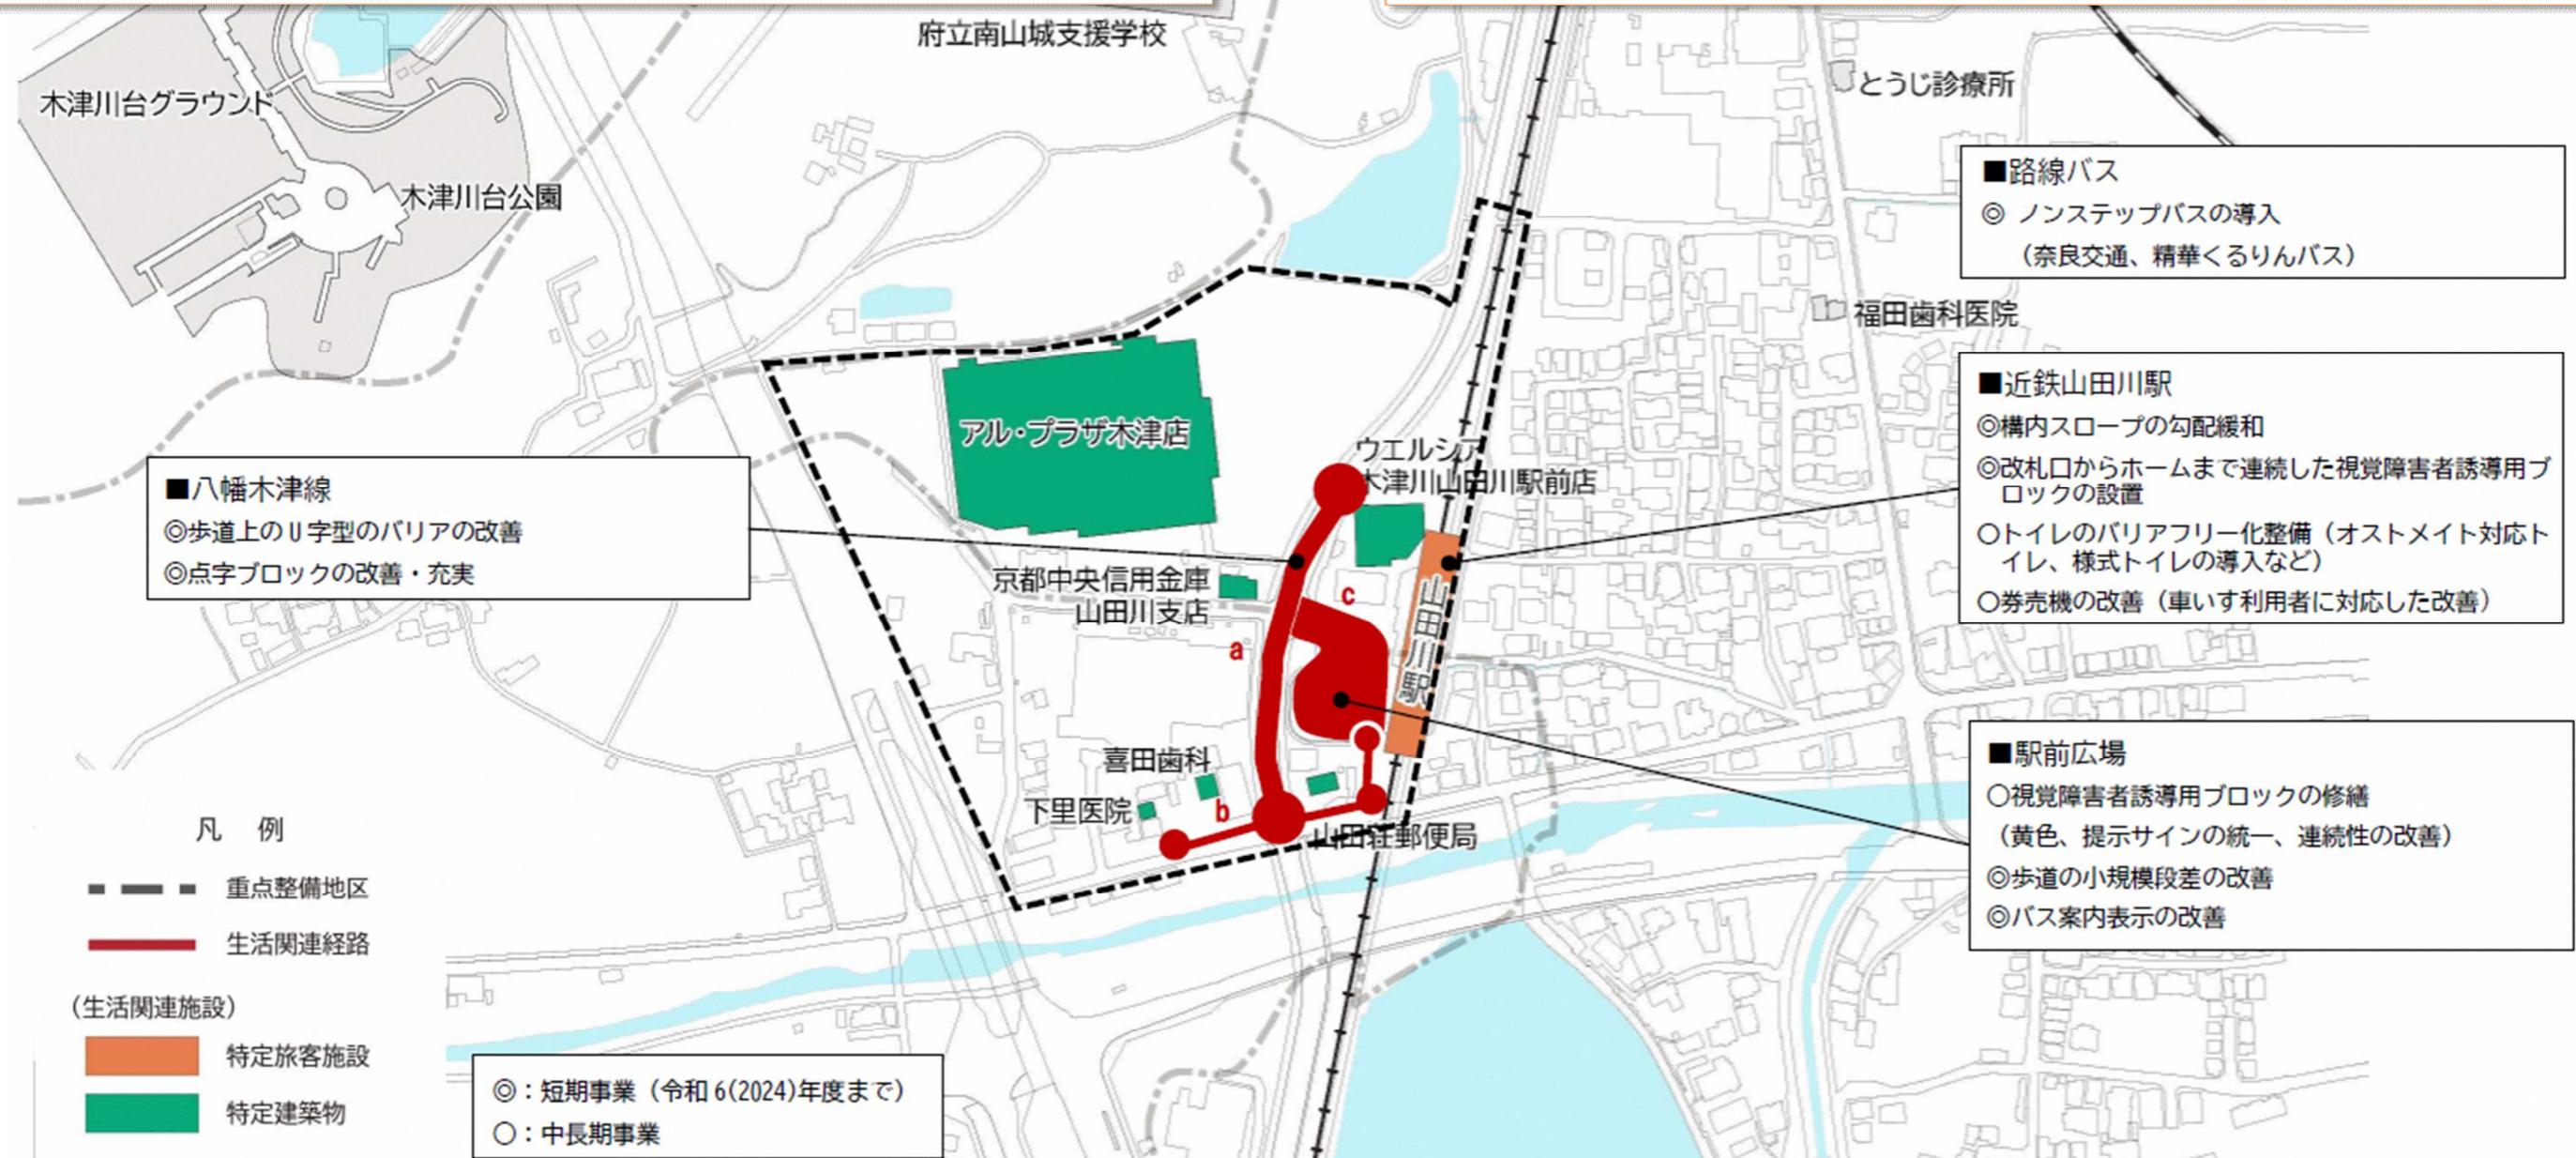 府立南山城支援学校
木津川台グラウンド
木津川台公園
とうじ診療所
■路線バス
◎ ノンステップバスの導入
（奈良交通、精華くるりんバス）
福田歯科医院
アル・プラザ木津店
ウエルシア
木津川山田川駅前店
■近鉄山田川駅
◎構内スロープの勾配緩和
◎改札口からホームまで連続した視覚障害者誘導用ブ
ロックの設置
○トイレのバリアフリー化整備（オストメイト対応ト
イレ、様式トイレの導入など）
○券売機の改善（車いす利用者に対応した改善）
■八幡木津線
◎歩道上のU字型のバリアの改善
◎点字ブロックの改善・充実
京都中央信用金庫
山田川支店
a
c
山田川駅
喜田歯科
下里医院
b
山田荘郵便局
■駅前広場
○視覚障害者誘導用ブロックの修繕
（黄色、提示サインの統一、連続性の改善）
◎歩道の小規模段差の改善
◎バス案内表示の改善
凡 例
重点整備地区
生活関連経路
（生活関連施設）
特定旅客施設
特定建築物
◎：短期事業（令和6(2024)年度まで）
○：中長期事業